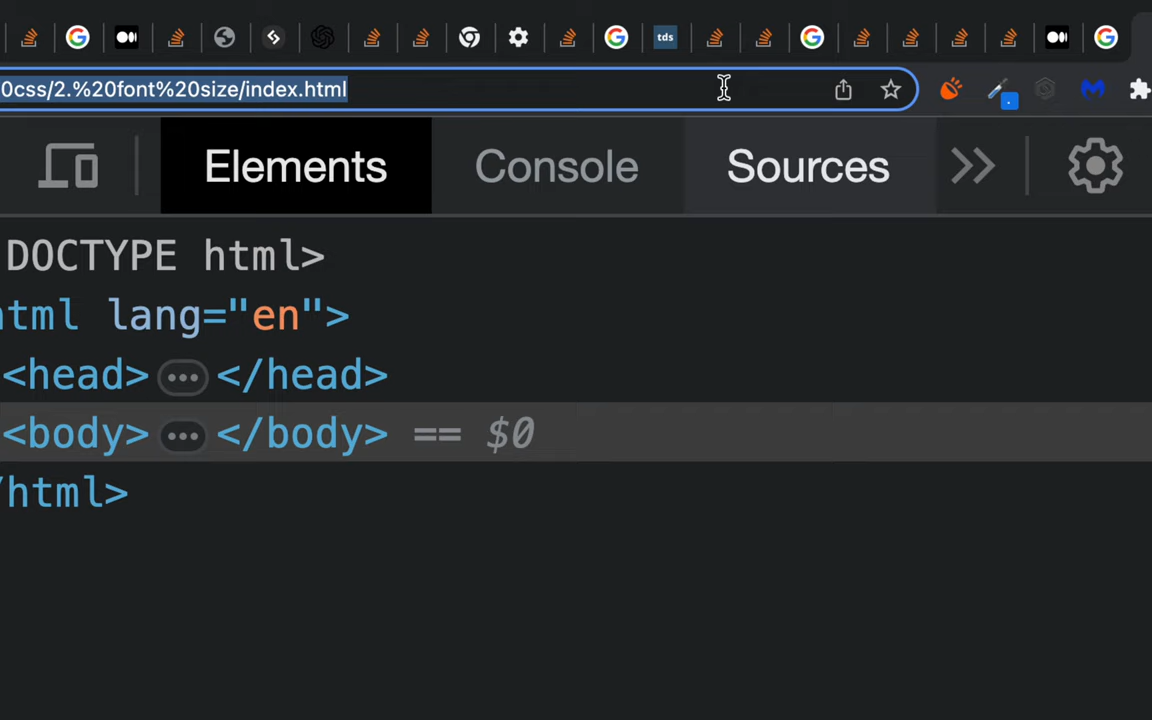 tds
0css/2.%20font%20size/index.html
Elements Console Sources
DOCTYPE html>
html lang="en">
<head> ••• </head>
<body> ••• </body> == $0
/html>